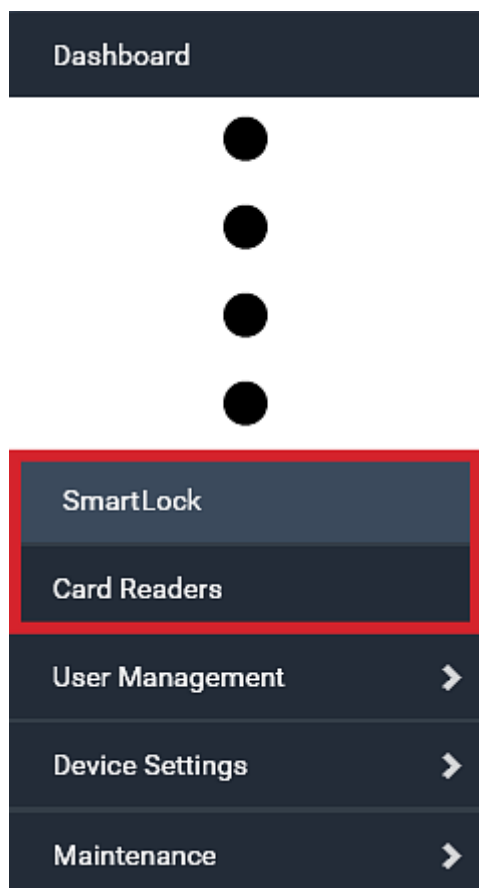 Dashboard
SmartLock
Card Readers
User Management
Device Settings
Maintenance